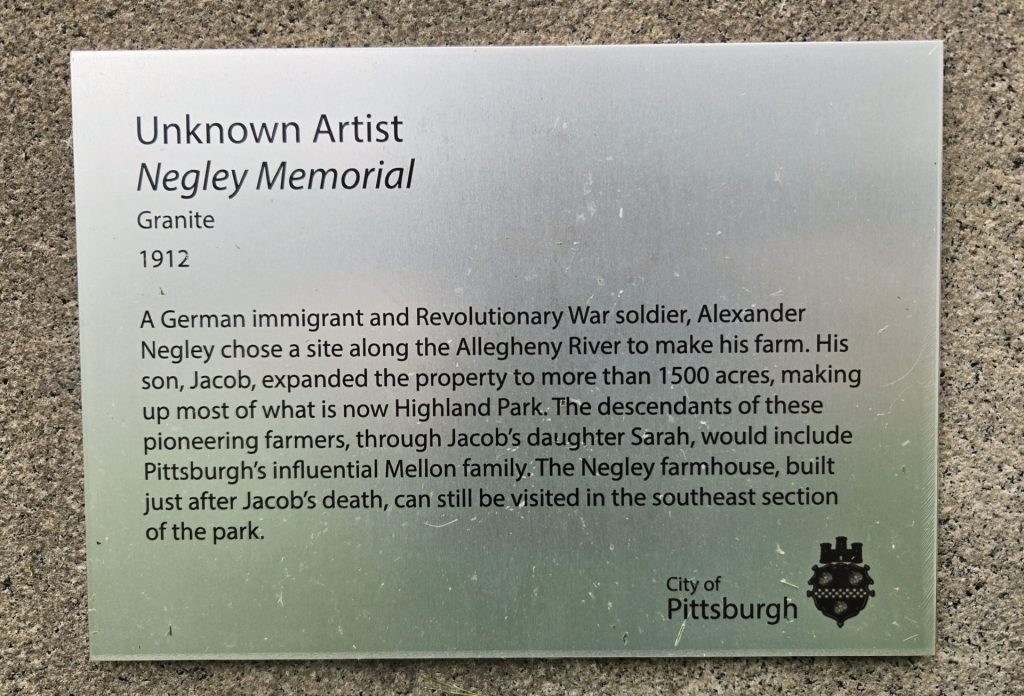 Unknown Artist
Negley Memorial
Granite
1912
A German immigrant and Revolutionary War soldier, Alexander
Negley chose a site along the Allegheny River to make his farm. His
son, Jacob, expanded the property to more than 1500 acres, making
up most of what is now Highland Park. The descendants of these
pioneering farmers, through Jacob's daughter Sarah, would include
Pittsburgh's influential Mellon family. The Negley farmhouse, built
just after Jacob's death, can still be visited in the southeast section
of the park.
City of
Pittsburgh